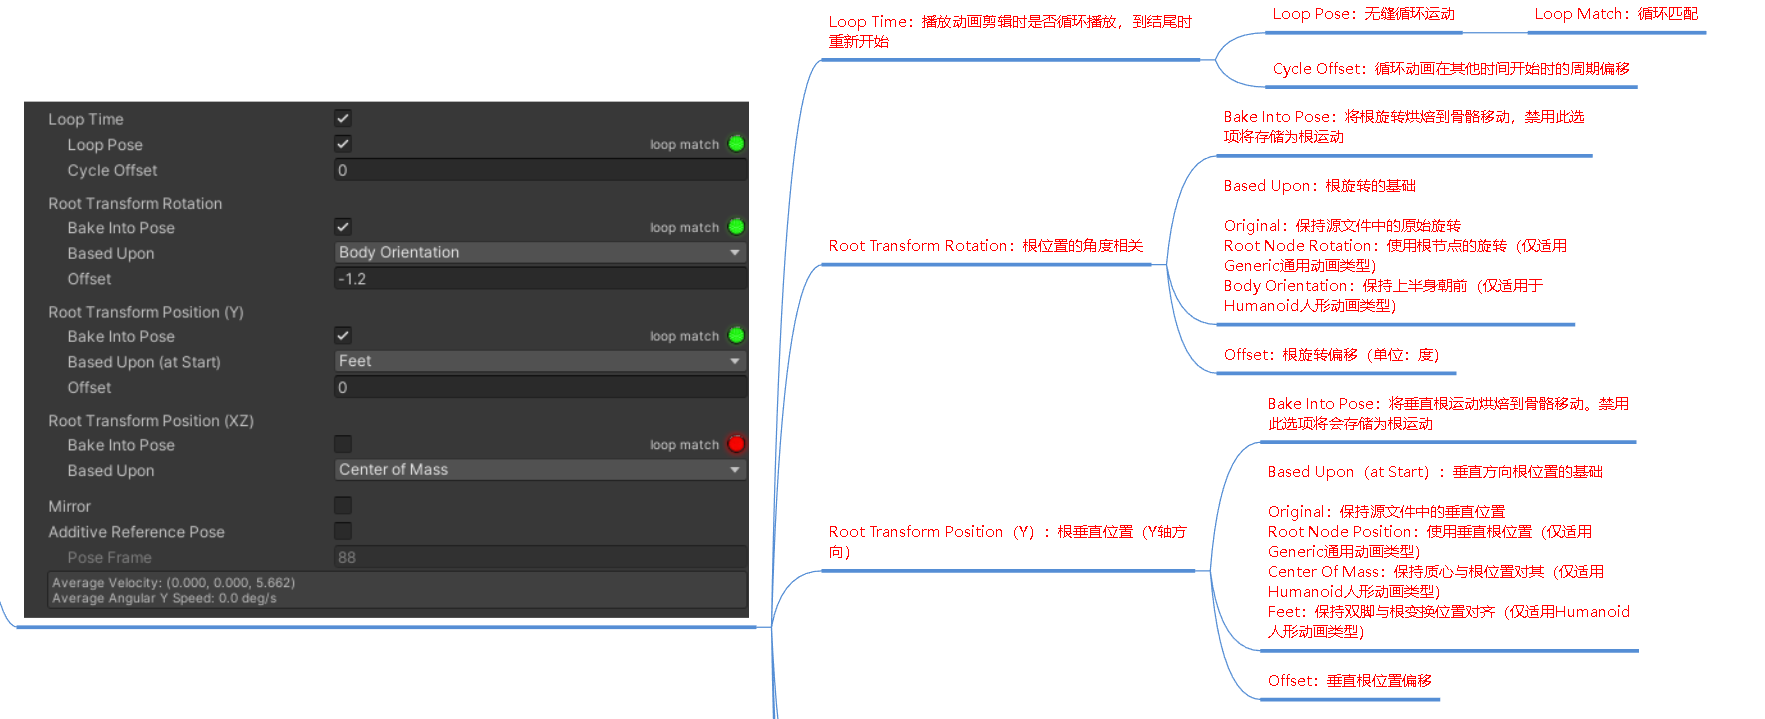 Loop Time
Loop Pose
loop match
Cycle Offset
0
Root Transform Rotation
Bake Into Pose
loop match
Based Upon
Body Orientation
Offset
-1.2
Root Transform Position (Y)
Bake Into Pose
loop match
Based Upon (at Start)
Feet
Offset
0
Root Transform Position (XZ)
Bake Into Pose
loop match
Based Upon
Center of Mass
Mirror
Additive Reference Pose
Pose Frame
88
Average Velocity: (0.000, 0.000, 5.662)
Average Angular Y Speed: 0.0 deg/s
Loop Time：播放动画剪辑时是否循环播放，到结尾时
重新开始
Loop Pose：无缝循环运动
Loop Match：循环匹配
Cycle Offset：循环动画在其他时间开始时的周期偏移
Root Transform Rotation：根位置的角度相关
Bake Into Pose：将根旋转烘焙到骨骼移动，禁用此选
项将存储为根运动
Based Upon：根旋转的基础
Original：保持源文件中的原始旋转
Root Node Rotation：使用根节点的旋转（仅适用
Generic通用动画类型）
Body Orientation：保持上半身朝前（仅适用于
Humanoid人形动画类型）
Offset：根旋转偏移（单位：度）
Root Transform Position（Y）：根垂直位置（Y轴方
向）
Bake Into Pose：将垂直根运动烘焙到骨骼移动。禁用
此选项将会存储为根运动
Based Upon（at Start）：垂直方向根位置的基础
Original：保持源文件中的垂直位置
Root Node Position：使用垂直根位置（仅适用
Generic通用动画类型）
Center Of Mass：保持质心与根位置对其（仅适用
Humanoid人形动画类型）
Feet：保持双脚与根变换位置对齐（仅适用Humanoid
人形动画类型）
Offset：垂直根位置偏移